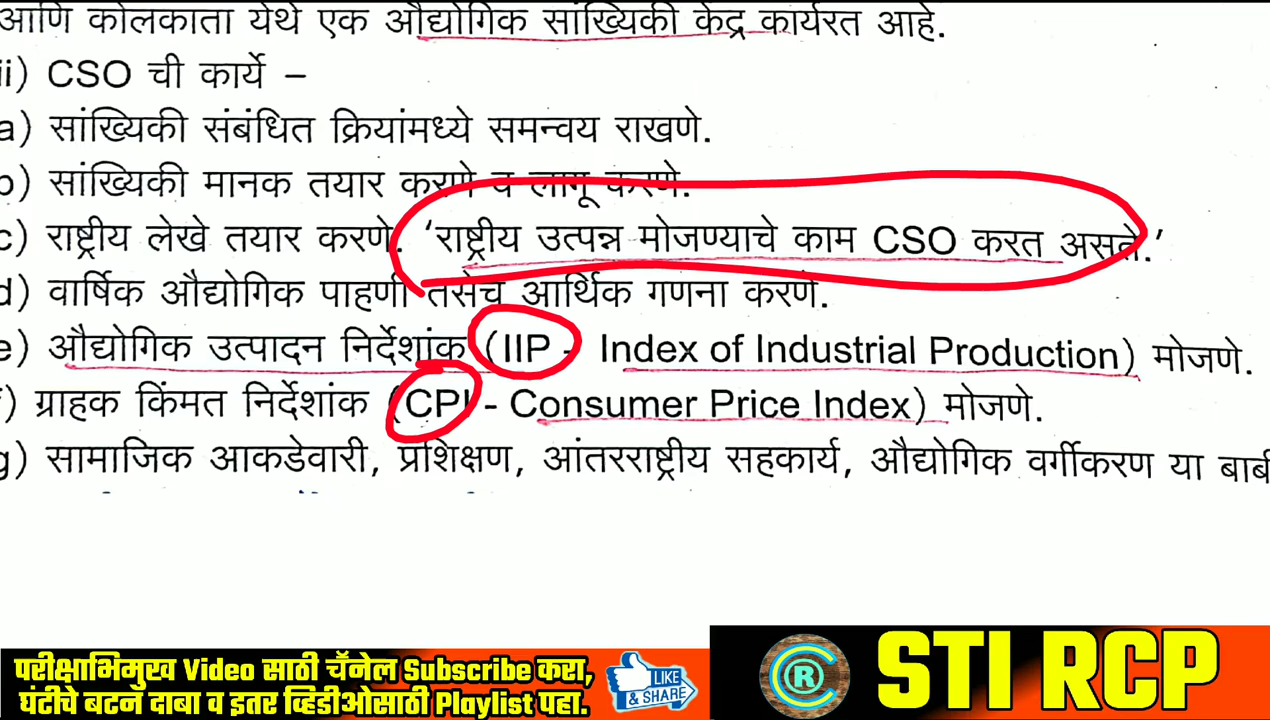 आणि कोलकाता येथे एक औद्योगिक सांख्यिकी केंद्र कार्यरत आहे.
ii) CSO ची कार्ये –
a) सांख्यिकी संबंधित क्रियांमध्ये समन्वय राखणे.
b) सांख्यिकी मानक तयार करणे व लागू करणे.
c) राष्ट्रीय लेखे तयार करणे. 'राष्ट्रीय उत्पन्न मोजण्याचे काम CSO करत असते.'
d) वार्षिक औद्योगिक पाहणी तसेच आर्थिक गणना करणे.
e) औद्योगिक उत्पादन निर्देशांक (IIP - Index of Industrial Production) मोजणे.
f) ग्राहक किंमत निर्देशांक (CPI - Consumer Price Index) मोजणे.
g) सामाजिक आकडेवारी, प्रशिक्षण, आंतरराष्ट्रीय सहकार्य, औद्योगिक वर्गीकरण या बाबी
परीक्षाभिमुख Video साठी चॅनेल Subscribe करा,
घंटीचे बटन दाबा व इतर व्हिडीओसाठी Playlist पहा.
LIKE
& SHARE
C R
STI RCP